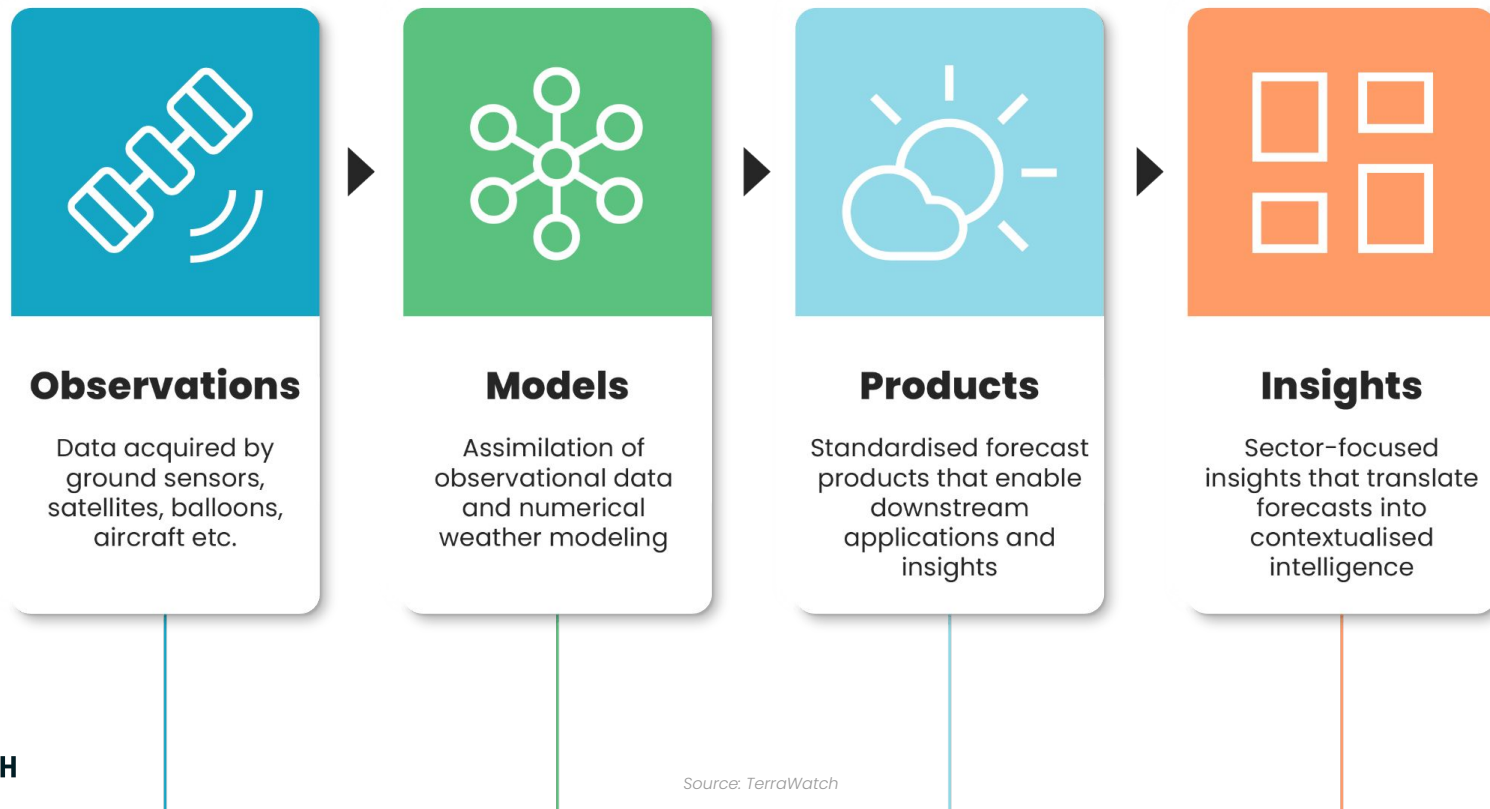 Observations
Data acquired by
ground sensors,
satellites, balloons,
aircraft etc.
Models
Assimilation of
observational data
and numerical
weather modeling
Products
Standardised forecast
products that enable
downstream
applications and
insights
Insights
Sector-focused
insights that translate
forecasts into
contextualised
intelligence
H
Source: TerraWatch